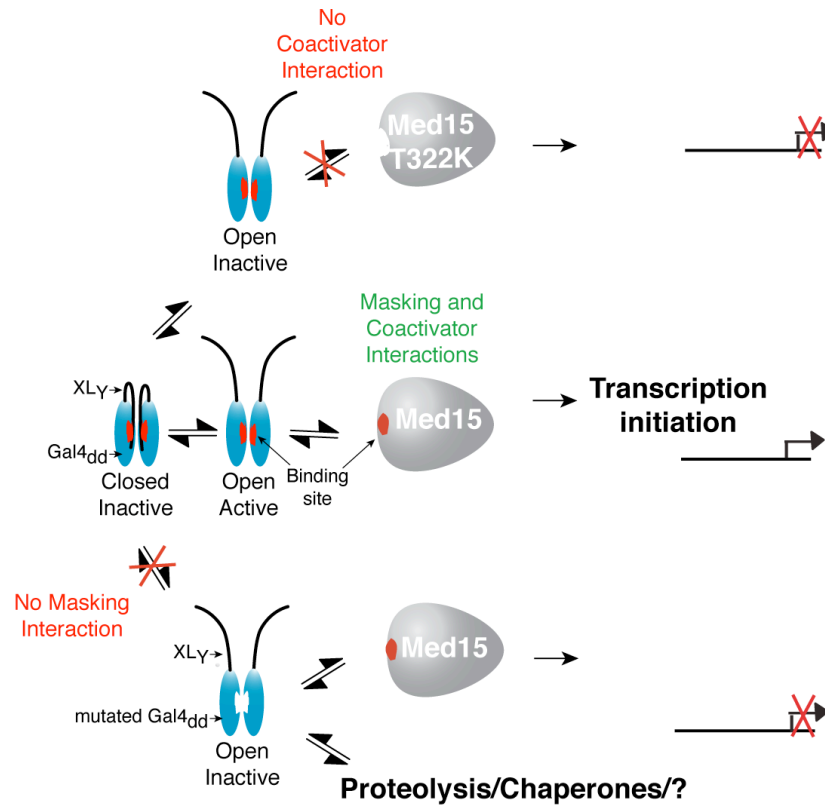 No
Coactivator
Interaction
Med15
T322K
Open
Inactive
Masking and
Coactivator
Interactions
XLY
Med15
Transcription
initiation
Gal4dd
Binding
site
Closed
Inactive
Open
Active
No Masking
Interaction
XLY
Med15
mutated Gal4dd
Open
Inactive
Proteolysis/Chaperones/?